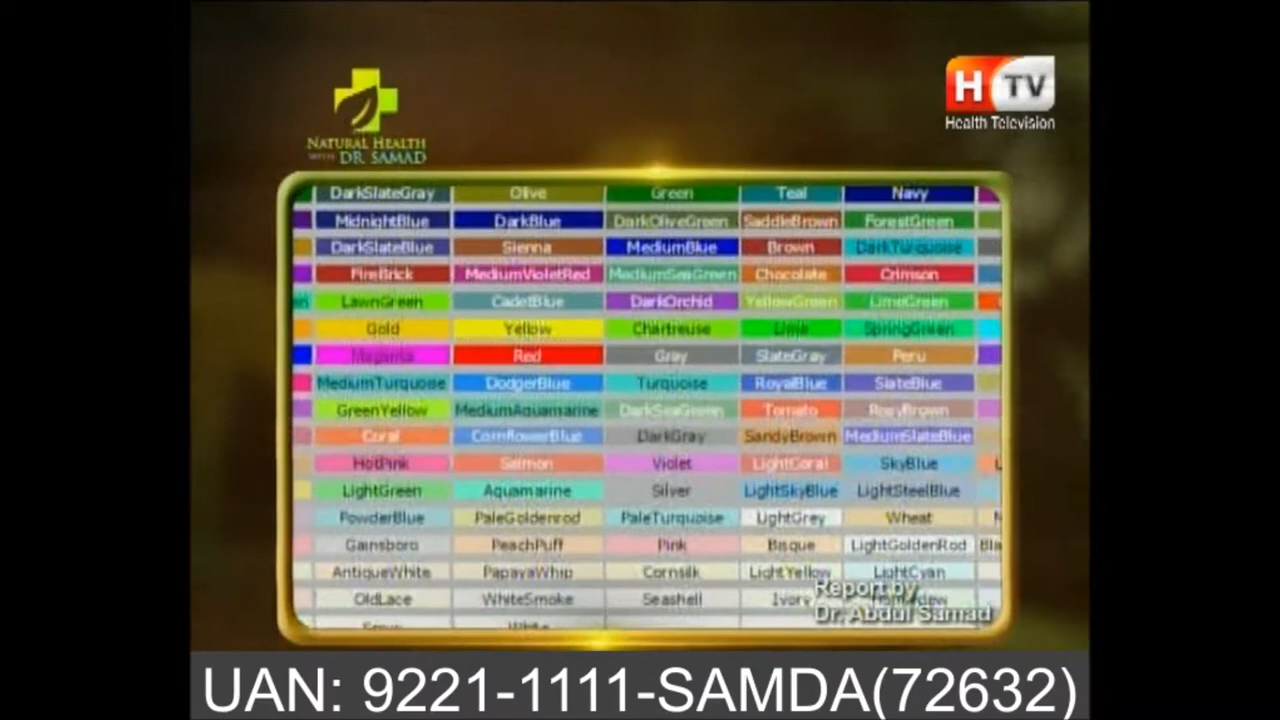 H TV
Health Television
NATURAL HEALTH
WITH DR. SAMAD
DarkSlateGray Olive Green Teal Navy
MidnightBlue DarkBlue DarkOliveGreen SaddleBrown ForestGreen
DarkSlateBlue Sienna MediumBlue Brown DarkTurquoise
FireBrick MediumVioletRed MediumSeaGreen Chocolate Crimson
LawnGreen CadetBlue DarkOrchid YellowGreen LimeGreen
Gold Yellow Chartreuse Lime SpringGreen
Magenta Red Gray SlateGray Peru
MediumTurquoise DodgerBlue Turquoise RoyalBlue SlateBlue
GreenYellow MediumAquamarine DarkSeaGreen Tomato RosyBrown
Coral CornflowerBlue DarkGray SandyBrown MediumSlateBlue
HotPink Salmon Violet LightCoral SkyBlue
LightGreen Aquamarine Silver LightSkyBlue LightSteelBlue
PowderBlue PaleGoldenrod PaleTurquoise LightGrey Wheat
Gainsboro PeachPuff Pink Bisque LightGoldenRod Bla
AntiqueWhite PapayaWhip Cornsilk LightYellow LightCyan
OldLace WhiteSmoke Seashell Ivory
Report by
Dr. Abdul Samad
UAN: 9221-1111-SAMDA(72632)